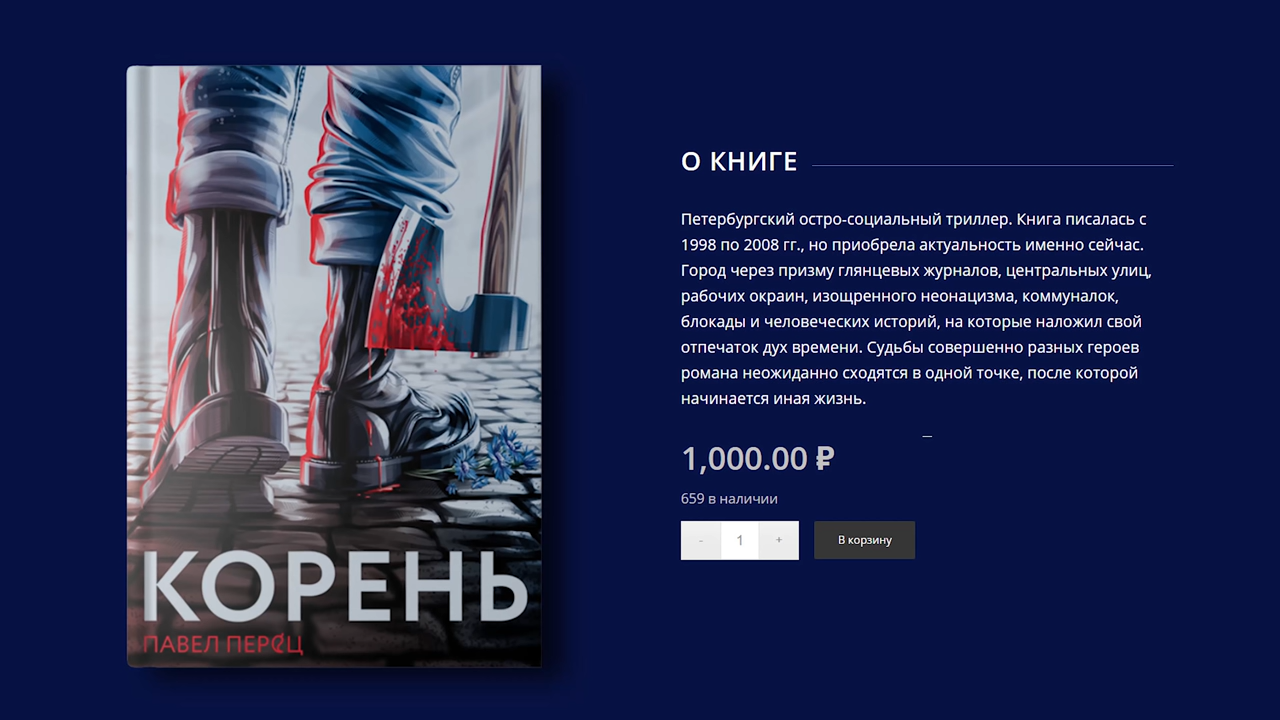 КОРЕНЬ
ПАВЕЛ ПЕРЕЦ
О КНИГЕ
Петербургский остро-социальный триллер. Книга писалась с
1998 по 2008 гг., но приобрела актуальность именно сейчас.
Город через призму глянцевых журналов, центральных улиц,
рабочих окраин, изощренного неонацизма, коммуналок,
блокады и человеческих историй, на которые наложил свой
отпечаток дух времени. Судьбы совершенно разных героев
романа неожиданно сходятся в одной точке, после которой
начинается иная жизнь.
1,000.00 ₽
659 в наличии
- 1 +
В корзину